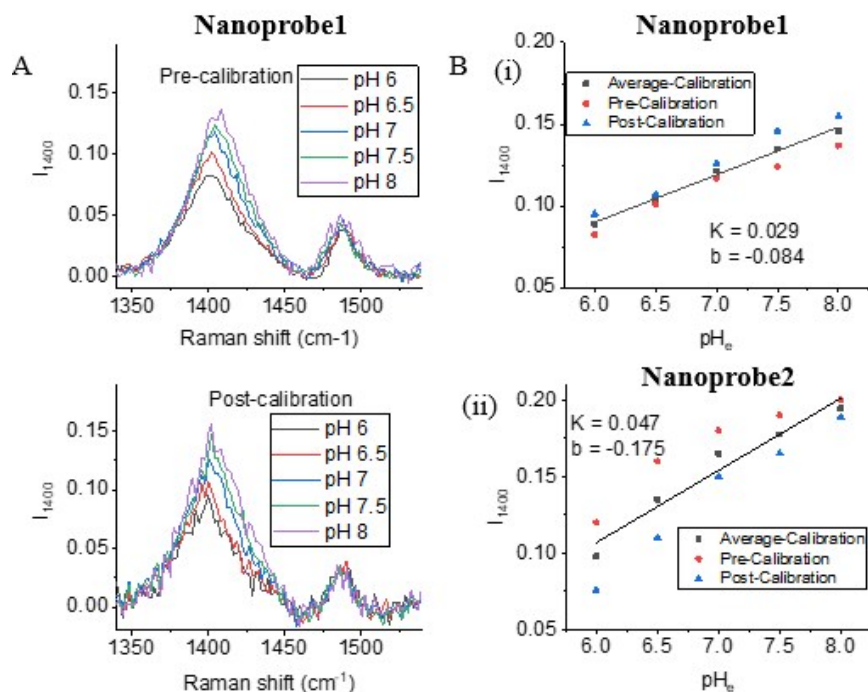 Nanoprobe1
A
Pre-calibration
pH 6
pH 6.5
pH 7
pH 7.5
pH 8
I1400
0.15
0.10
0.05
0.00
1350 1400 1450 1500
Raman shift (cm-1)
Post-calibration
pH 6
pH 6.5
pH 7
pH 7.5
pH 8
I1400
0.15
0.10
0.05
0.00
1350 1400 1450 1500
Raman shift (cm⁻¹)
Nanoprobe1
B (i)
Average-Calibration
Pre-Calibration
Post-Calibration
I1400
0.20
0.15
0.10
0.05
K = 0.029
b = -0.084
6.0 6.5 7.0 7.5 8.0
pHe
Nanoprobe2
(ii)
K = 0.047
b = -0.175
I1400
0.20
0.15
0.10
0.05
Average-Calibration
Pre-Calibration
Post-Calibration
6.0 6.5 7.0 7.5 8.0
pHe